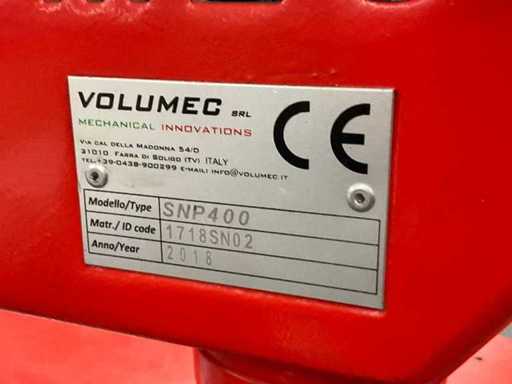 VOLUMEC SRL
MECHANICAL INNOVATIONS
VIA CAL DELLA MADONNA 54/D
31010 FARRA DI SOLIGO (TV) ITALY
TEL.+39-0438-900299 E-MAIL: INFO@VOLUMEC.IT
CE
Modello/Type SNP400
Matr./ ID code 1718SN02
Anno/Year 2018